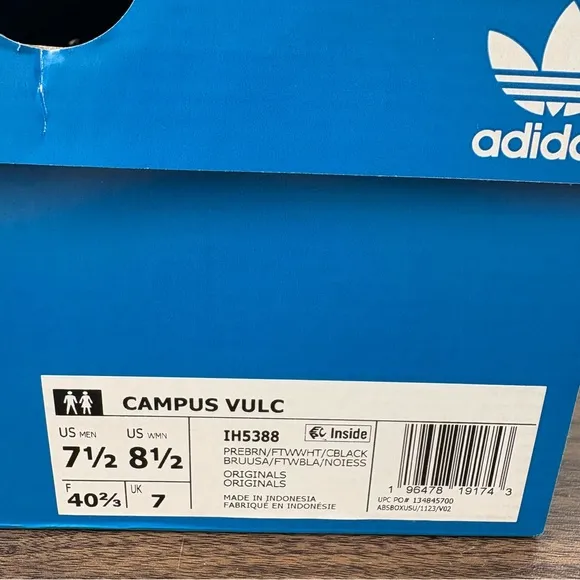 adidas
CAMPUS VULC
US MEN US WMN
7½ 8½
F UK
40⅔ 7
IH5388 Inside
PREBRN/FTWWHT/CBLACK
BRUUSA/FTWBLA/NOIESS
ORIGINALS
ORIGINALS
MADE IN INDONESIA
FABRIQUÉ EN INDONÉSIE
1 96478 19174 3
UPC PO# 134845700
ABSBOXUSU/1123/V02